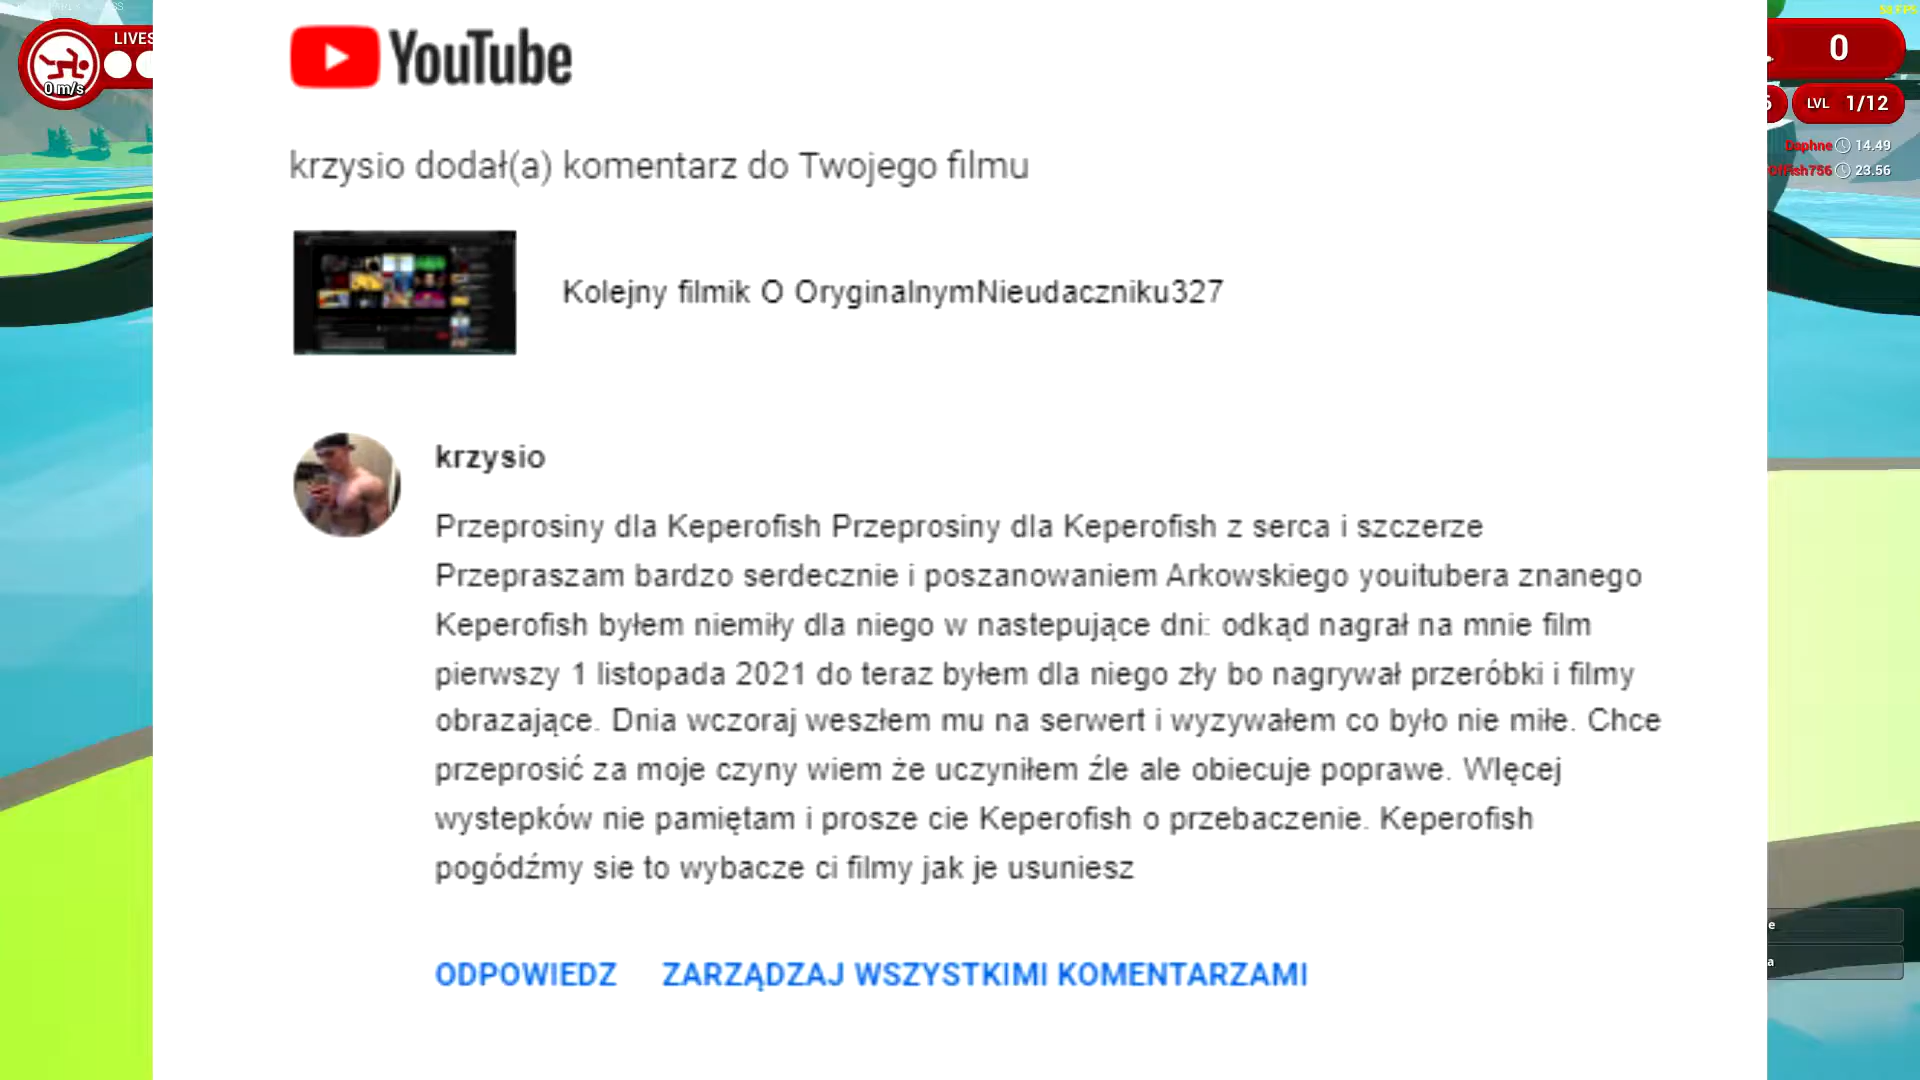 LIVES
0 m/s
YouTube
0
LVL 1/12
krzysio dodał(a) komentarz do Twojego filmu
Daphne 14.49
Fish756 23.56
Kolejny filmik O OryginalnymNieudaczniku327
krzysio
Przeprosiny dla Keperofish Przeprosiny dla Keperofish z serca i szczerze
Przepraszam bardzo serdecznie i poszanowaniem Arkowskiego youitubera znanego
Keperofish byłem niemiły dla niego w nastepujące dni: odkąd nagrał na mnie film
pierwszy 1 listopada 2021 do teraz byłem dla niego zły bo nagrywał przeróbki i filmy
obrazające. Dnia wczoraj weszłem mu na serwert i wyzywałem co było nie miłe. Chce
przeprosić za moje czyny wiem że uczyniłem źle ale obiecuje poprawe. WIęcej
wystepków nie pamiętam i prosze cie Keperofish o przebaczenie. Keperofish
pogódźmy sie to wybacze ci filmy jak je usuniesz
ODPOWIEDZ ZARZĄDZAJ WSZYSTKIMI KOMENTARZAMI